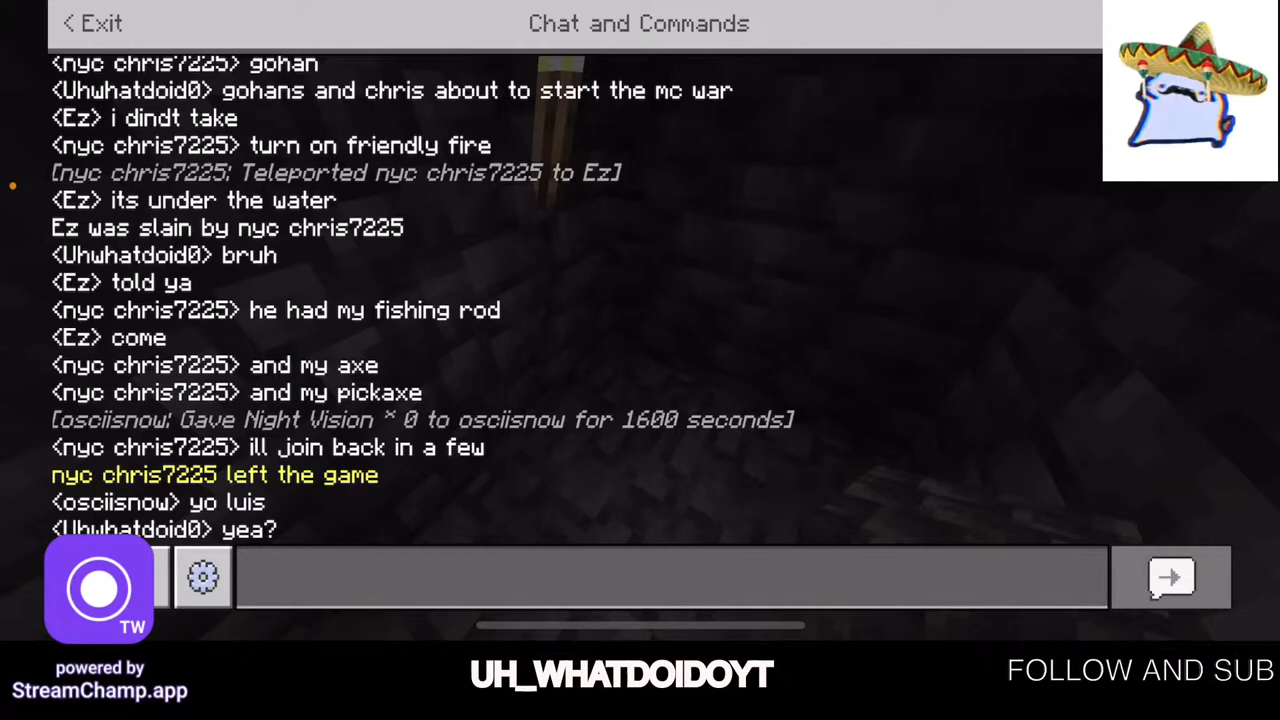 < Exit
Chat and Commands
<nyc chris7225> gohan
<Uhwhatdoid0> gohans and chris about to start the mc war
<Ez> i dindt take
<nyc chris7225> turn on friendly fire
[nyc chris7225: Teleported nyc chris7225 to Ez]
<Ez> its under the water
Ez was slain by nyc chris7225
<Uhwhatdoid0> bruh
<Ez> told ya
<nyc chris7225> he had my fishing rod
<Ez> come
<nyc chris7225> and my axe
<nyc chris7225> and my pickaxe
[osciisnow: Gave Night Vision * 0 to osciisnow for 1600 seconds]
<nyc chris7225> ill join back in a few
nyc chris7225 left the game
<osciisnow> yo luis
<Uhwhatdoid0> yea?
TW
powered by
StreamChamp.app
UH_WHATDOIDOYT
FOLLOW AND SUB